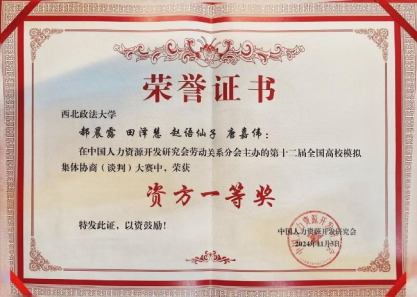 荣誉证书
西北政法大学
郝晨露 田泽慧 赵语仙子 唐嘉伟：
在中国人力资源开发研究会劳动关系分会主办的第十二届全国高校模拟
集体协商（谈判）大赛中，荣获
资方一等奖
特发此证，以资鼓励！
中国人力资源开发研究会
2024年11月3日